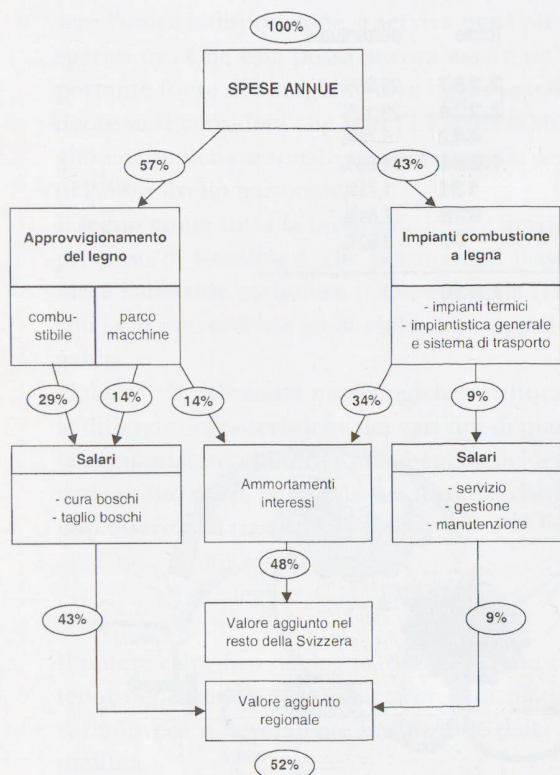 100%
SPESE ANNUE
57%
43%
Approvvigionamento
del legno
combu-
stibile
parco
macchine
Impianti combustione
a legna
- impianti termici
- impiantistica generale
e sistema di trasporto
29%
14%
14%
34%
9%
Salari
- cura boschi
- taglio boschi
Ammortamenti
interessi
Salari
- servizio
- gestione
- manutenzione
48%
43%
9%
Valore aggiunto nel
resto della Svizzera
Valore aggiunto
regionale
52%